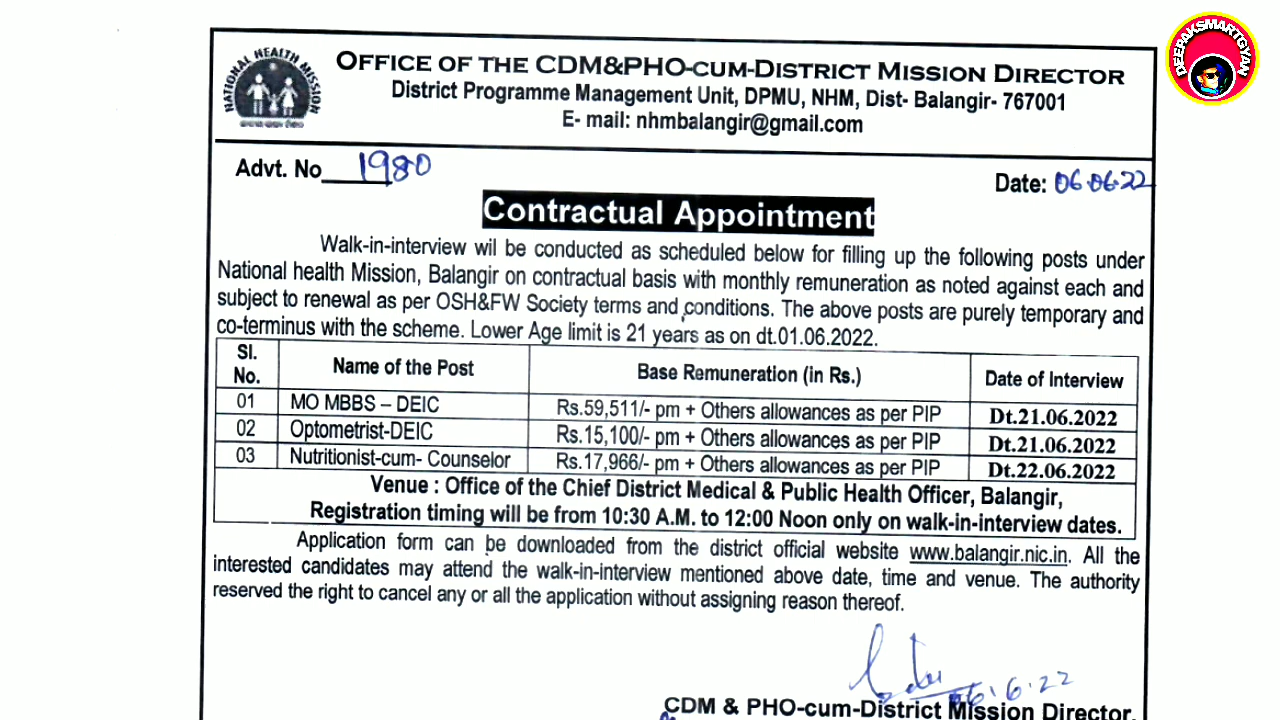 DEEPAKSMARTGYAN
NATIONAL HEALTH MISSION
OFFICE OF THE CDM&PHO-CUM-DISTRICT MISSION DIRECTOR
District Programme Management Unit, DPMU, NHM, Dist- Balangir- 767001
E- mail: nhmbalangir@gmail.com
Advt. No 1980
Date: 06.06.22
Contractual Appointment
Walk-in-interview wil be conducted as scheduled below for filling up the following posts under
National health Mission, Balangir on contractual basis with monthly remuneration as noted against each and
subject to renewal as per OSH&FW Society terms and conditions. The above posts are purely temporary and
co-terminus with the scheme. Lower Age limit is 21 years as on dt.01.06.2022.
Sl. No. Name of the Post Base Remuneration (in Rs.) Date of Interview
01 MO MBBS – DEIC Rs.59,511/- pm + Others allowances as per PIP Dt.21.06.2022
02 Optometrist-DEIC Rs.15,100/- pm + Others allowances as per PIP Dt.21.06.2022
03 Nutritionist-cum- Counselor Rs.17,966/- pm + Others allowances as per PIP Dt.22.06.2022
Venue : Office of the Chief District Medical & Public Health Officer, Balangir,
Registration timing will be from 10:30 A.M. to 12:00 Noon only on walk-in-interview dates.
Application form can be downloaded from the district official website www.balangir.nic.in. All the
interested candidates may attend the walk-in-interview mentioned above date, time and venue. The authority
reserved the right to cancel any or all the application without assigning reason thereof.
06.6.22
CDM & PHO-cum-District Mission Director,